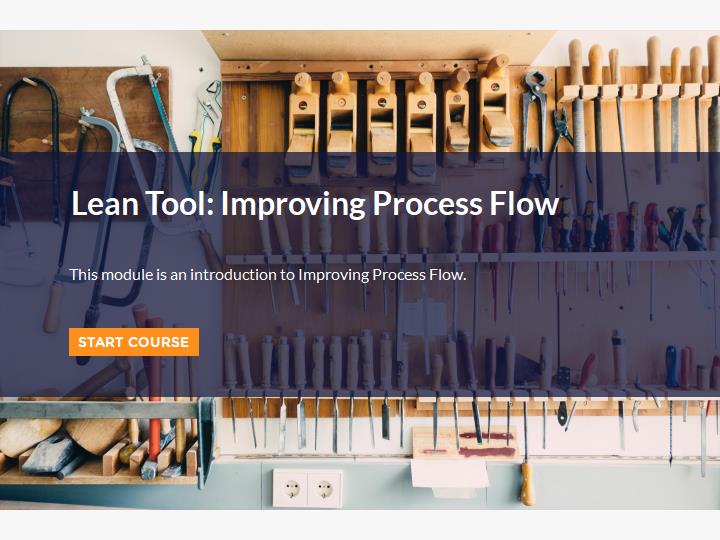 Lean Tool: Improving Process Flow
This module is an introduction to Improving Process Flow.
START COURSE